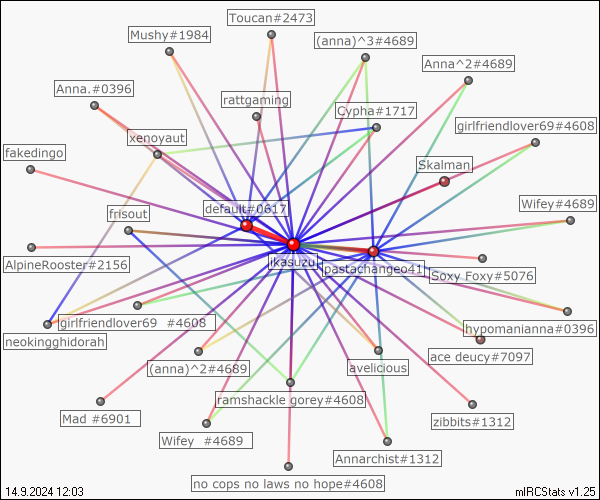 Toucan#2473
Mushy#1984
(anna)^3#4689
Anna^2#4689
Anna.#0396
rattgaming
Cypha#1717
girlfriendlover69#4608
xenoyaut
fakedingo
Skalman
default#0617
Wifey#4689
frisout
ikasuzu
pastachangeo41
AlpineRooster#2156
Soxy Foxy#5076
girlfriendlover69  #4608
hypomanianna#0396
neokingghidorah
ace deucy#7097
(anna)^2#4689
avelicious
ramshackle gorey#4608
Mad #6901
zibbits#1312
Wifey  #4689
Annarchist#1312
no cops no laws no hope#4608
14.9.2024 12:03
mIRCStats v1.25